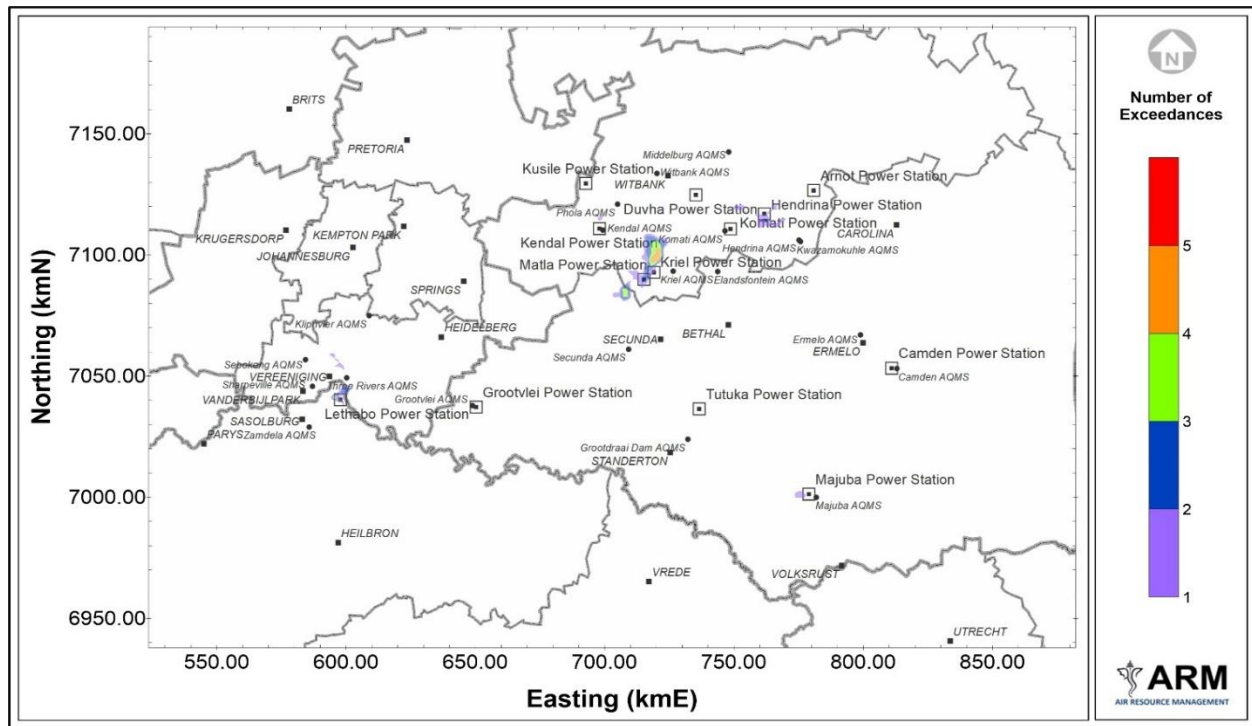 BRITS
7150.00
PRETORIA
Middelburg AQMS
Kusile Power Station
Witbank AQMS
WITBANK
Arnot Power Station
Phola AQMS
Duvha Power Station
Hendrina Power Station
KRUGERSDORP
KEMPTON PARK
Kendal AQMS
Komati Power Station
CAROLINA
7100.00
JOHANNESBURG
Kendal Power Station
Komati AQMS
Hendrina AQMS
Kwazamokuhle AQMS
Matla Power Station
Kriel Power Station
SPRINGS
Kriel AQMS
Elandsfontein AQMS
Kliprivier AQMS
HEIDELBERG
SECUNDA
BETHAL
Ermelo AQMS
ERMELO
Secunda AQMS
Sebokeng AQMS
Camden Power Station
7050.00
VEREENIGING
Sharpeville AQMS
Three Rivers AQMS
Camden AQMS
VANDERBIJLPARK
Grootvlei AQMS
Grootvlei Power Station
Tutuka Power Station
Lethabo Power Station
SASOLBURG
PARYS
Zamdela AQMS
Grootdraai Dam AQMS
STANDERTON
7000.00
Majuba Power Station
Majuba AQMS
HEILBRON
VREDE
VOLKSRUST
6950.00
UTRECHT
550.00 600.00 650.00 700.00 750.00 800.00 850.00
Easting (kmE)
Northing (kmN)
N
Number of
Exceedances
5
4
3
2
1
ARM
AIR RESOURCE MANAGEMENT